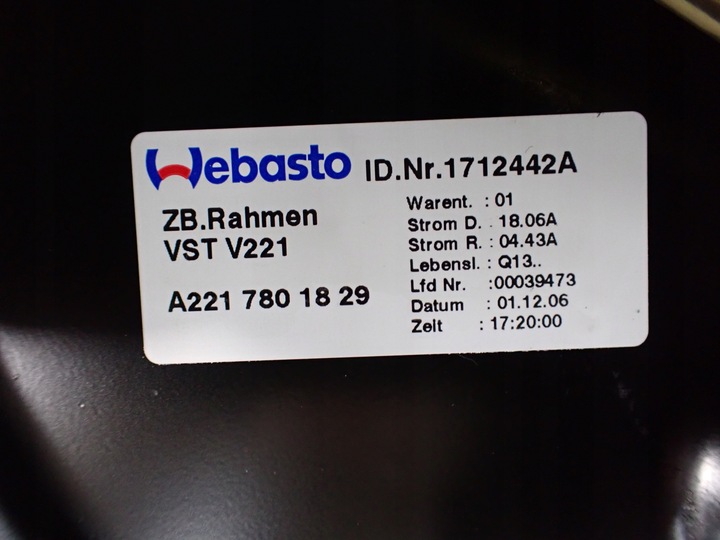 Webasto ID.Nr.1712442A
ZB.Rahmen
VST V221
A221 780 18 29
Warent. : 01
Strom D. : 18.06A
Strom R. : 04.43A
Lebensl. : Q13..
Lfd Nr. :00039473
Datum : 01.12.06
Zeit : 17:20:00